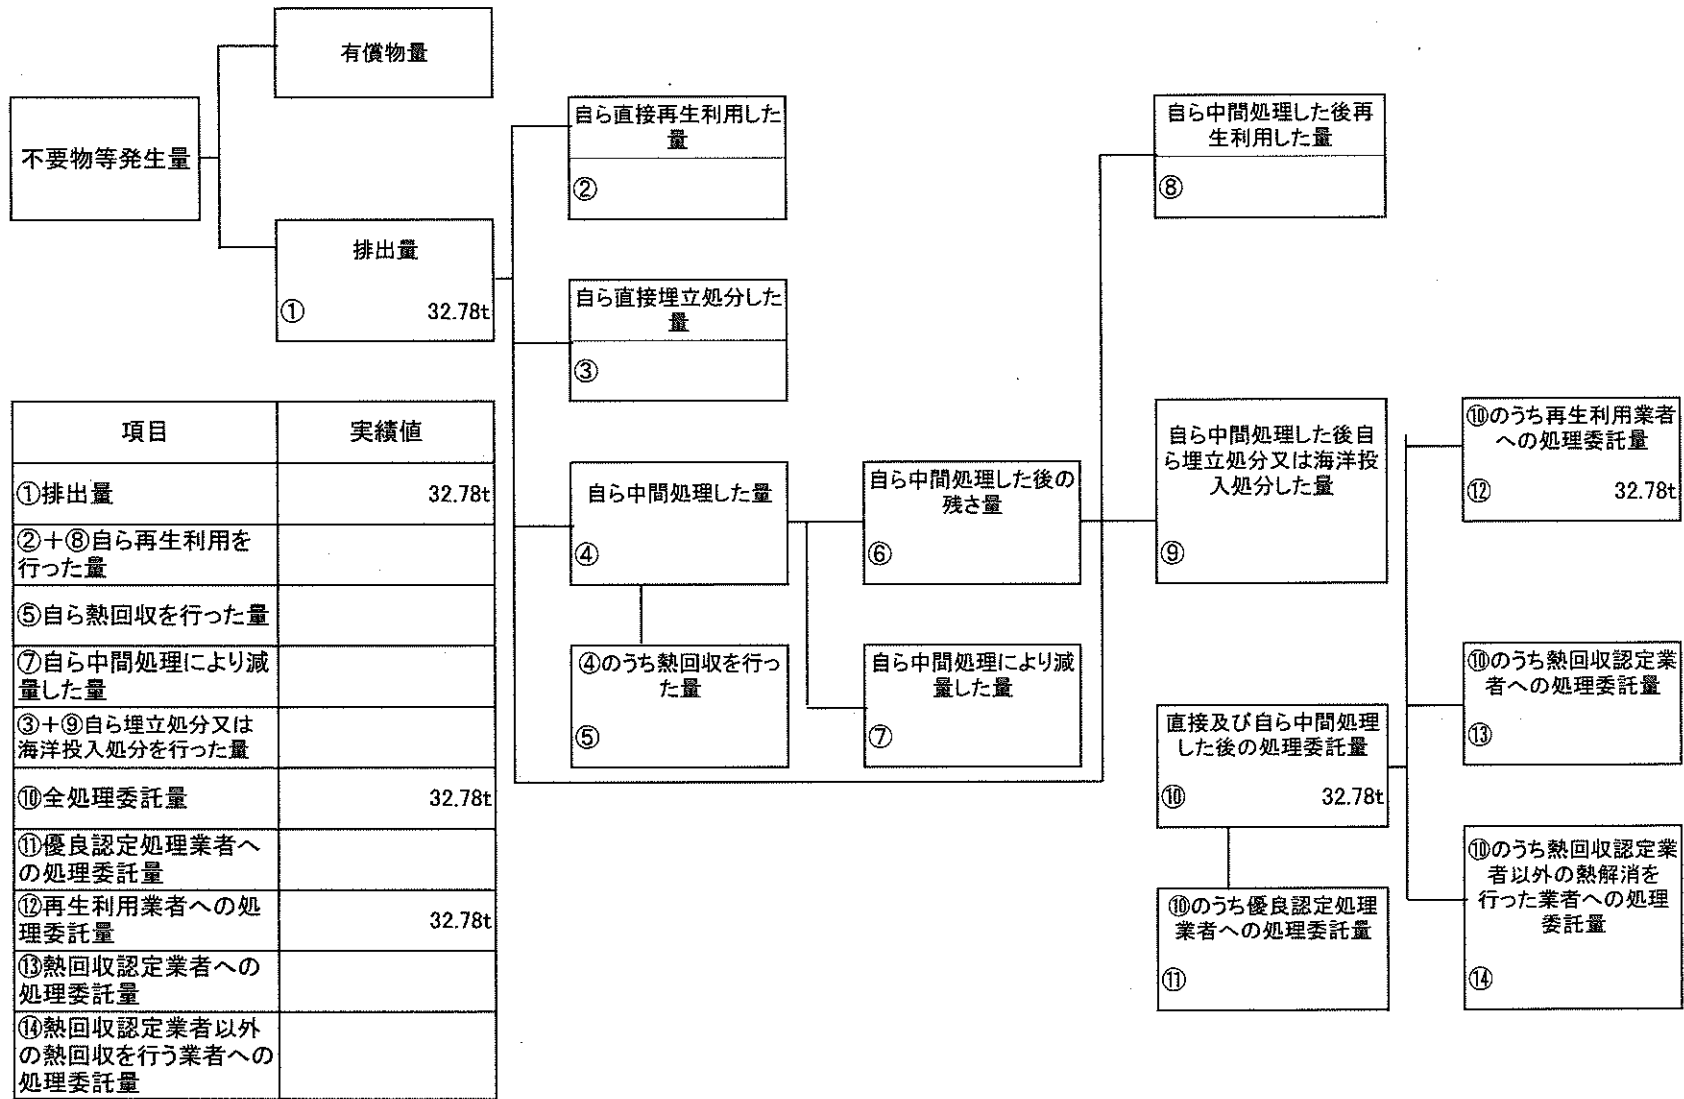 有償物量
不要物等発生量
排出量
①
32.78t
自ら直接再生利用した
量
②
自ら直接埋立処分した
量
③
自ら中間処理した量
④
④のうち熱回収を行っ
た量
⑤
自ら中間処理した後の
残さ量
⑥
自ら中間処理により減
量した量
⑦
自ら中間処理した後再
生利用した量
⑧
自ら中間処理した後自
ら埋立処分又は海洋投
入処分した量
⑨
直接及び自ら中間処理
した後の処理委託量
⑩
32.78t
⑩のうち優良認定処理
業者への処理委託量
⑪
⑩のうち再生利用業者
への処理委託量
⑫
32.78t
⑩のうち熱回収認定業
者への処理委託量
⑬
⑩のうち熱回収認定業
者以外の熱解消を
行った業者への処理
委託量
⑭
項目
実績値
①排出量
32.78t
②+⑧自ら再生利用を
行った量
⑤自ら熱回収を行った量
⑦自ら中間処理により減
量した量
③+⑨自ら埋立処分又は
海洋投入処分を行った量
⑩全処理委託量
32.78t
⑪優良認定処理業者へ
の処理委託量
⑫再生利用業者への処
理委託量
32.78t
⑬熱回収認定業者への
処理委託量
⑭熱回収認定業者以外
の熱回収を行う業者への
処理委託量